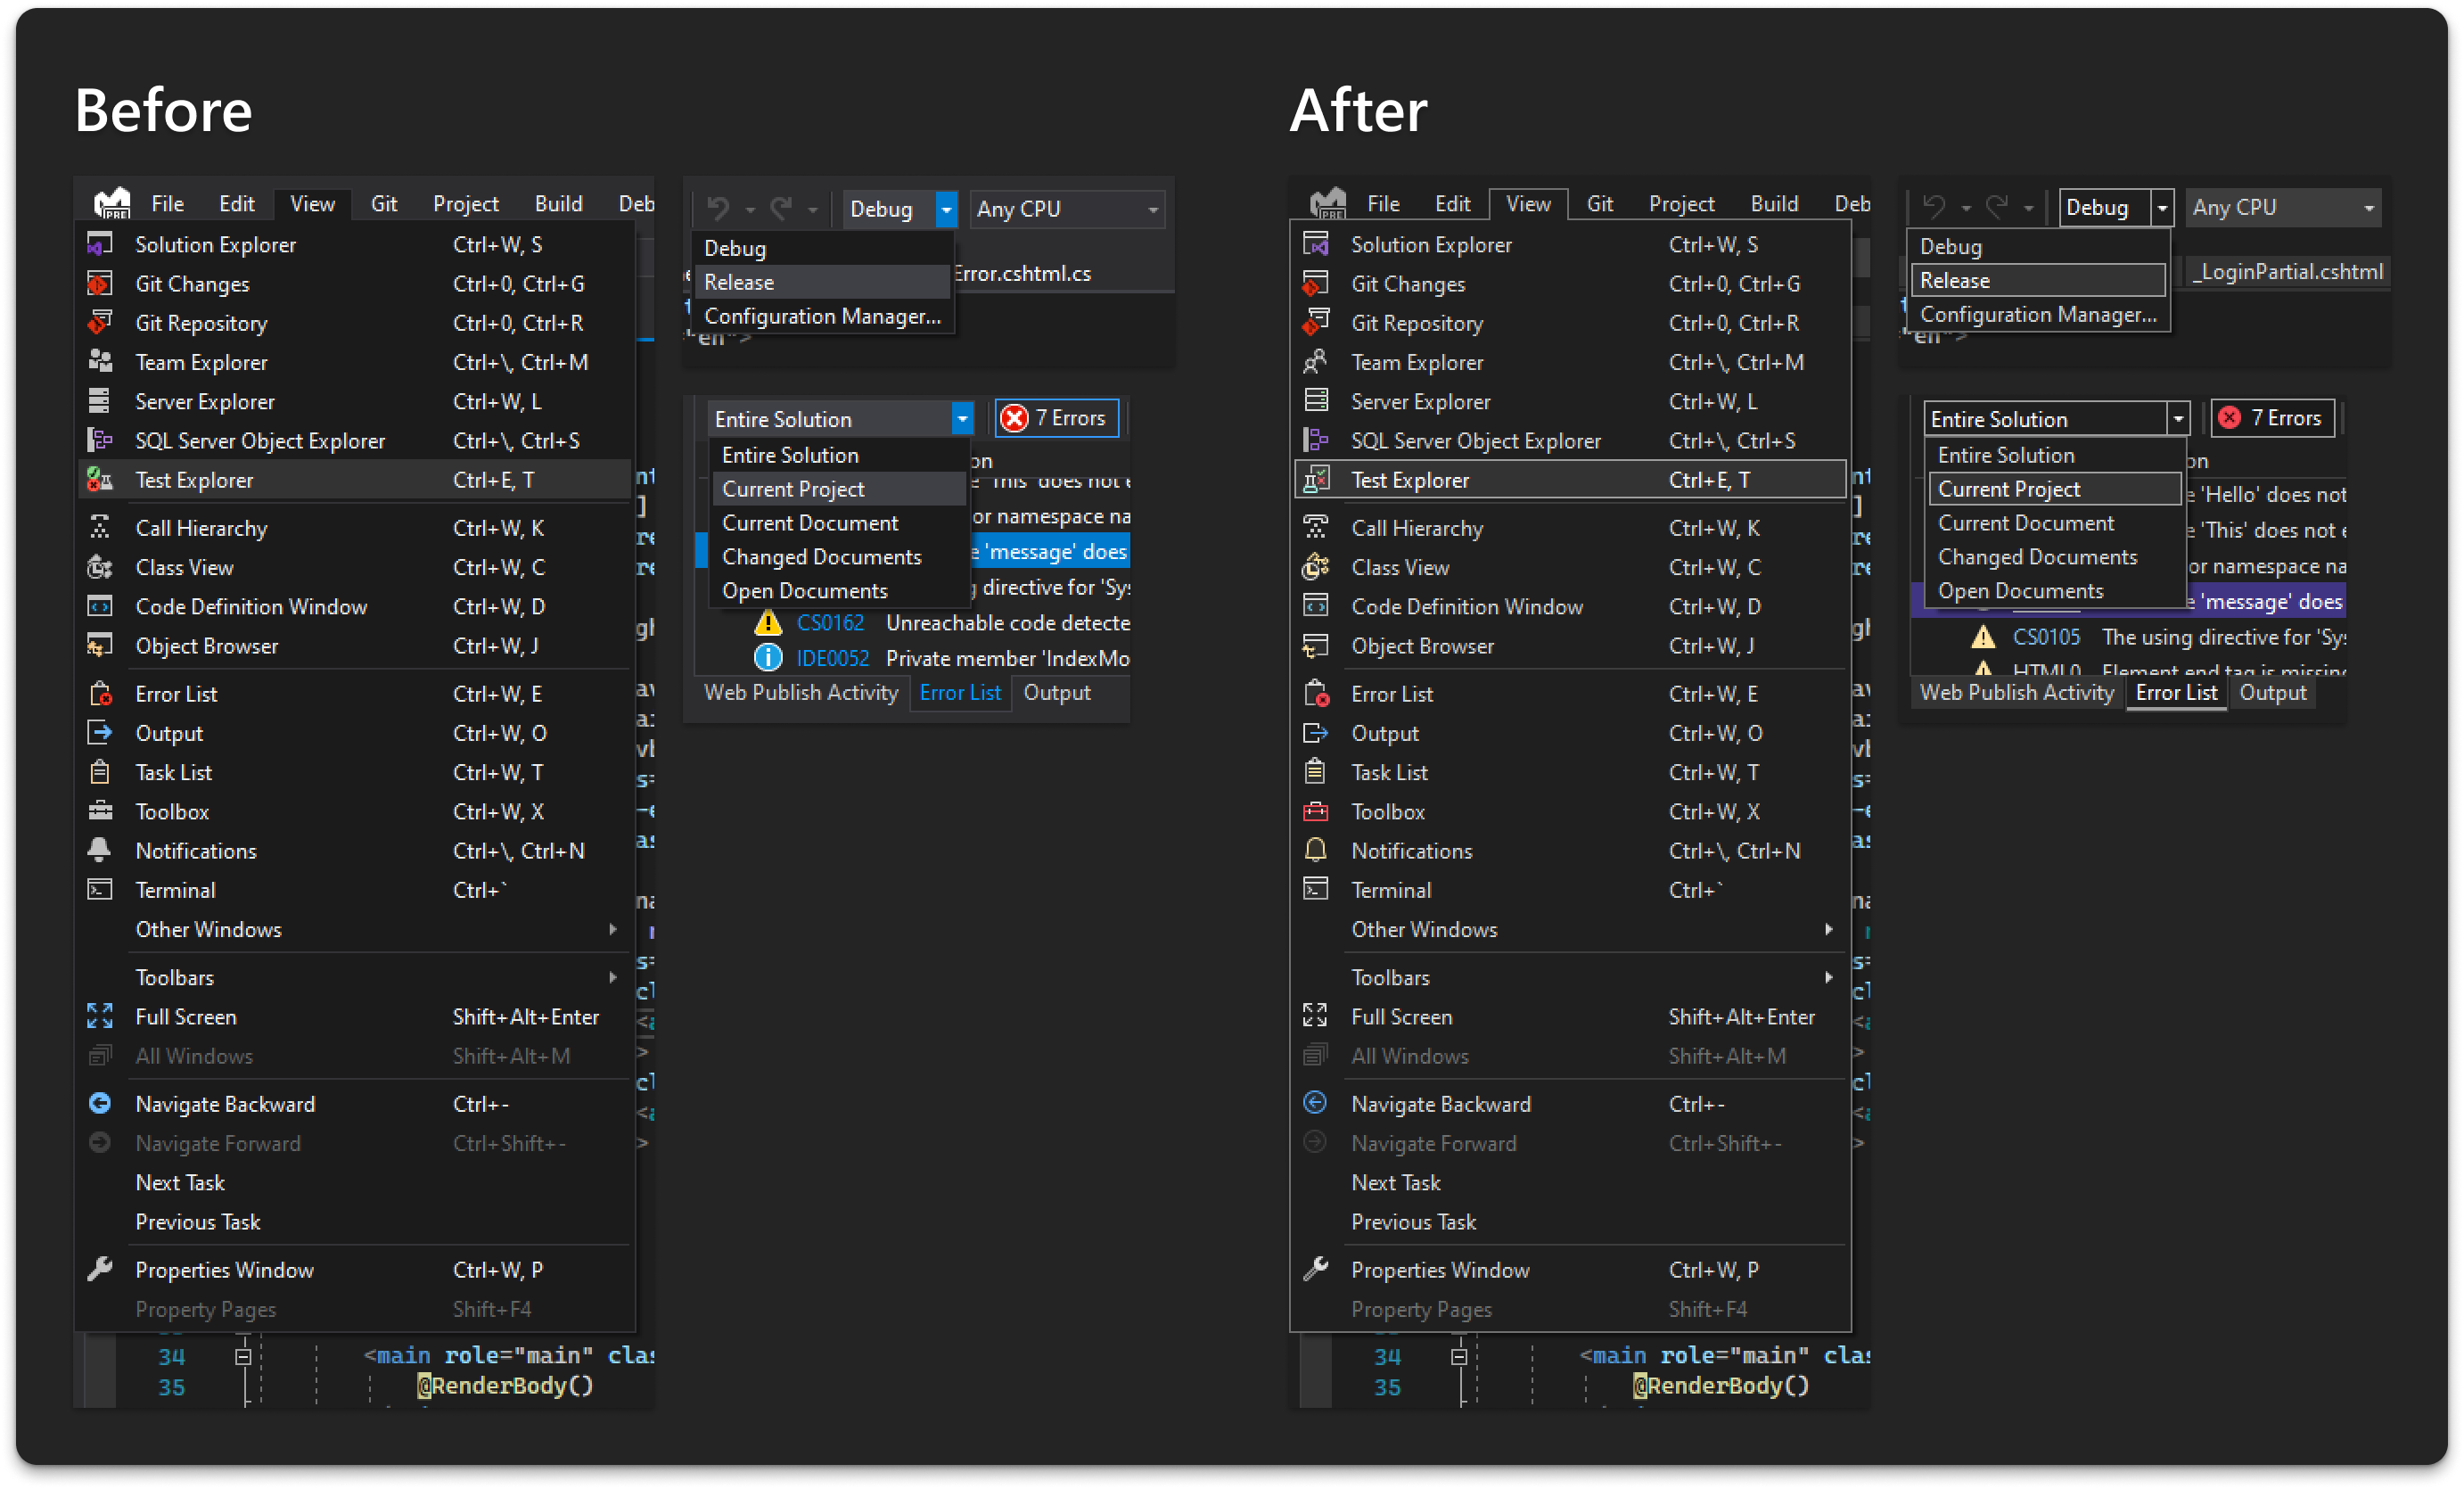 Before
PRE File Edit View Git Project Build Deb
Solution Explorer Ctrl+W, S
Git Changes Ctrl+0, Ctrl+G
Git Repository Ctrl+0, Ctrl+R
Team Explorer Ctrl+\, Ctrl+M
Server Explorer Ctrl+W, L
SQL Server Object Explorer Ctrl+\, Ctrl+S
Test Explorer Ctrl+E, T
Call Hierarchy Ctrl+W, K
Class View Ctrl+W, C
Code Definition Window Ctrl+W, D
Object Browser Ctrl+W, J
Error List Ctrl+W, E
Output Ctrl+W, O
Task List Ctrl+W, T
Toolbox Ctrl+W, X
Notifications Ctrl+\, Ctrl+N
Terminal Ctrl+`
Other Windows
Toolbars
Full Screen Shift+Alt+Enter
All Windows Shift+Alt+M
Navigate Backward Ctrl+-
Navigate Forward Ctrl+Shift+-
Next Task
Previous Task
Properties Window Ctrl+W, P
Property Pages Shift+F4
34 <main role="main" clas
35 @RenderBody()
Debug Any CPU
Debug
Release Error.cshtml.cs
Configuration Manager...
"en">
Entire Solution 7 Errors
Entire Solution on
Current Project e 'This' does not e
Current Document or namespace na
Changed Documents e 'message' does
Open Documents g directive for 'Sys
CS0162 Unreachable code detecte
IDE0052 Private member 'IndexMo
Web Publish Activity Error List Output
After
PRE File Edit View Git Project Build Deb
Solution Explorer Ctrl+W, S
Git Changes Ctrl+0, Ctrl+G
Git Repository Ctrl+0, Ctrl+R
Team Explorer Ctrl+\, Ctrl+M
Server Explorer Ctrl+W, L
SQL Server Object Explorer Ctrl+\, Ctrl+S
Test Explorer Ctrl+E, T
Call Hierarchy Ctrl+W, K
Class View Ctrl+W, C
Code Definition Window Ctrl+W, D
Object Browser Ctrl+W, J
Error List Ctrl+W, E
Output Ctrl+W, O
Task List Ctrl+W, T
Toolbox Ctrl+W, X
Notifications Ctrl+\, Ctrl+N
Terminal Ctrl+`
Other Windows
Toolbars
Full Screen Shift+Alt+Enter
All Windows Shift+Alt+M
Navigate Backward Ctrl+-
Navigate Forward Ctrl+Shift+-
Next Task
Previous Task
Properties Window Ctrl+W, P
Property Pages Shift+F4
34 <main role="main" clas
35 @RenderBody()
Debug Any CPU
Debug
Release _LoginPartial.cshtml
Configuration Manager...
"en">
Entire Solution 7 Errors
Entire Solution on
Current Project e 'Hello' does not
Current Document e 'This' does not e
Changed Documents or namespace na
Open Documents e 'message' does
CS0105 The using directive for 'Sys
HTML0 Element end tag is missing
Web Publish Activity Error List Output